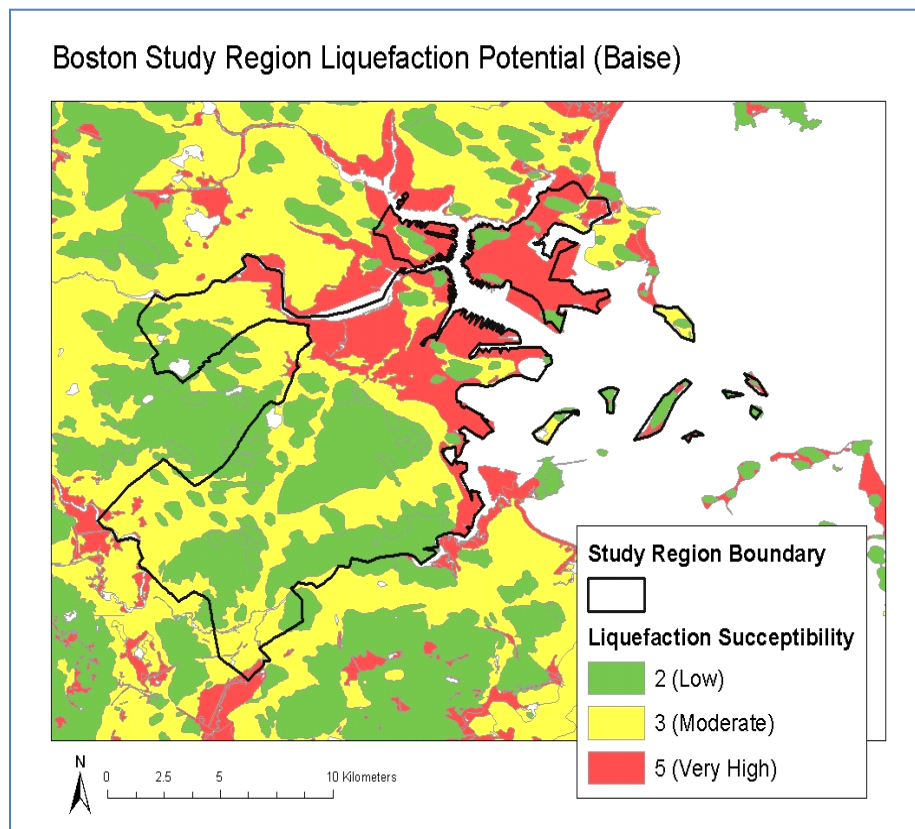 Boston Study Region Liquefaction Potential (Baise)
Study Region Boundary
Liquefaction Succeptibility
2 (Low)
3 (Moderate)
5 (Very High)
N
0 2.5 5 10 Kilometers